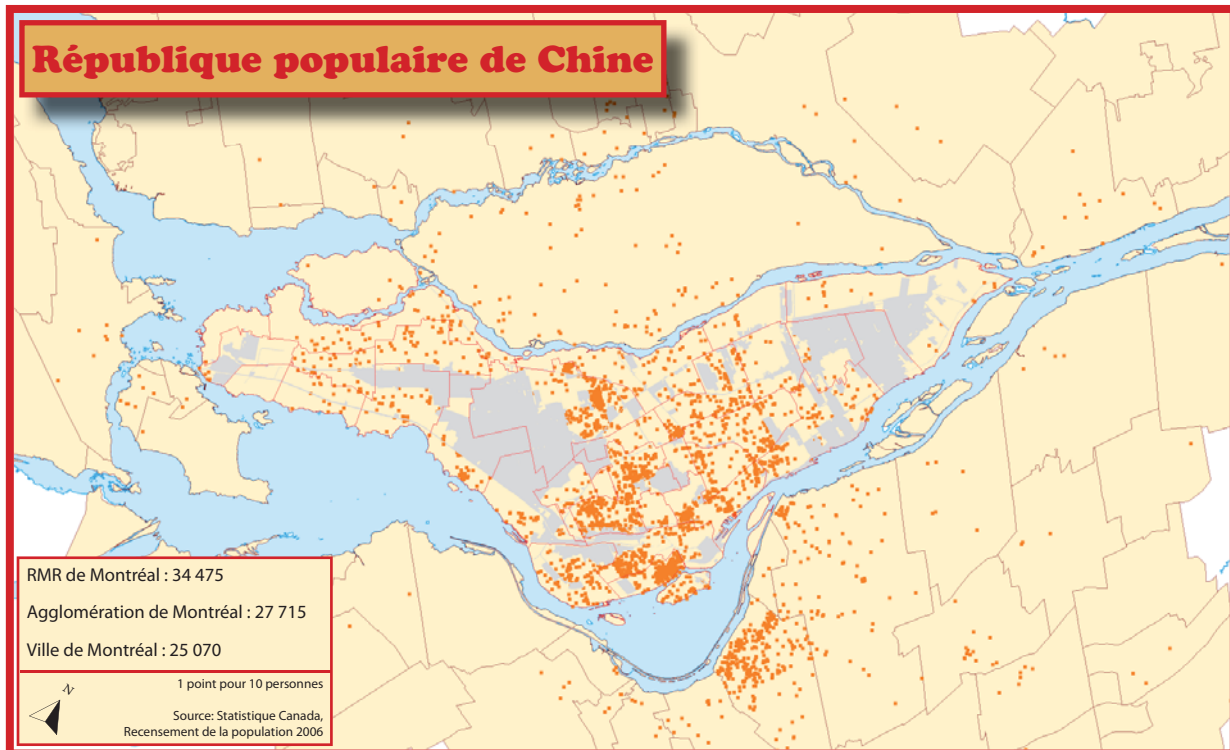 République populaire de Chine
RMR de Montréal : 34 475
Agglomération de Montréal : 27 715
Ville de Montréal : 25 070
N
1 point pour 10 personnes
Source: Statistique Canada,
Recensement de la population 2006